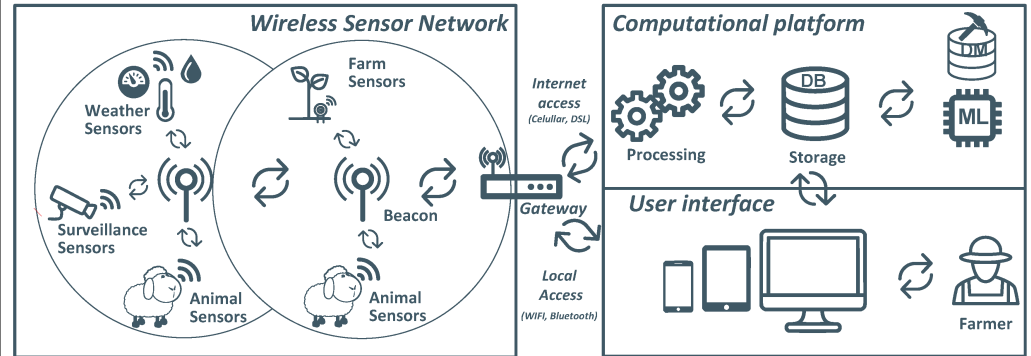 Wireless Sensor Network
Weather
Sensors
Farm
Sensors
Surveillance
Sensors
Beacon
Animal
Sensors
Animal
Sensors
Gateway
Internet
access
(Celullar, DSL)
Local
Access
(WIFI, Bluetooth)
Computational platform
Processing
DB
Storage
DM
ML
User interface
Farmer